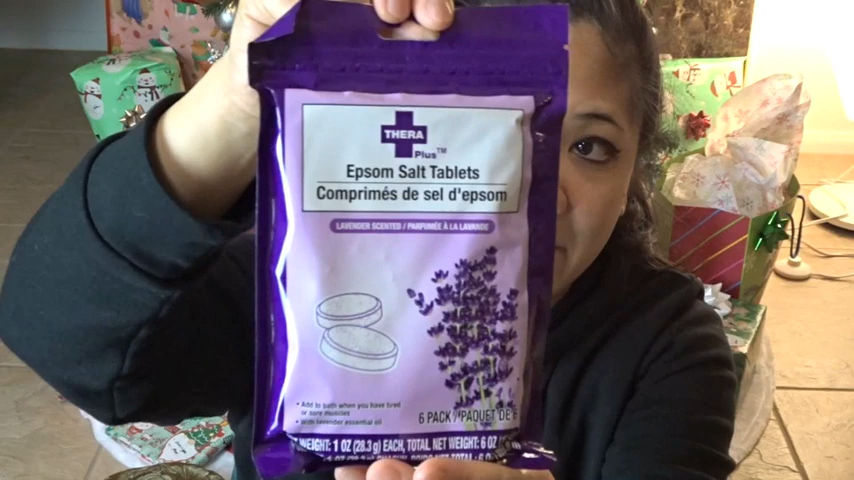 THERA
Plus™
Epsom Salt Tablets
Comprimés de sel d'epsom
LAVENDER SCENTED / PARFUMÉE À LA LAVANDE
• Add to bath when you have tired
or sore muscles
• With lavender essential oil
6 PACK / PAQUET DE 6
WEIGHT: 1 OZ (28.3 g) EACH, TOTAL NET WEIGHT: 6 OZ